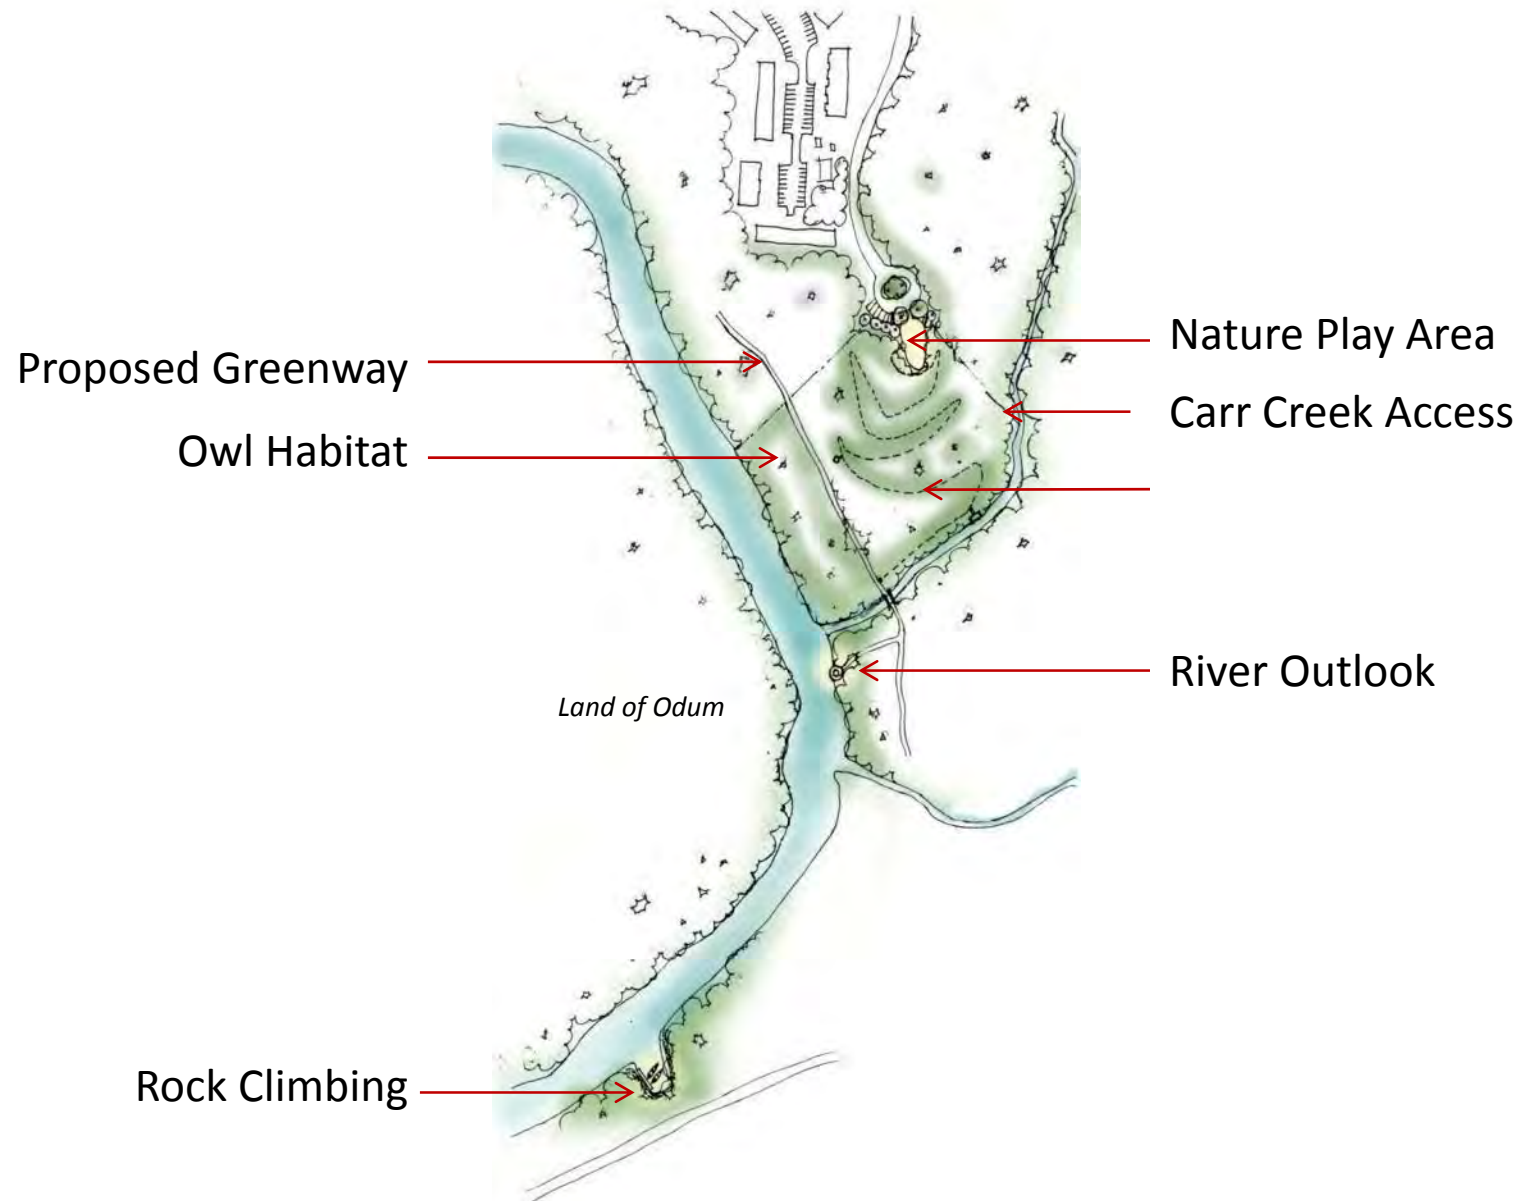 Proposed Greenway
Owl Habitat
Nature Play Area
Carr Creek Access
River Outlook
Land of Odum
Rock Climbing